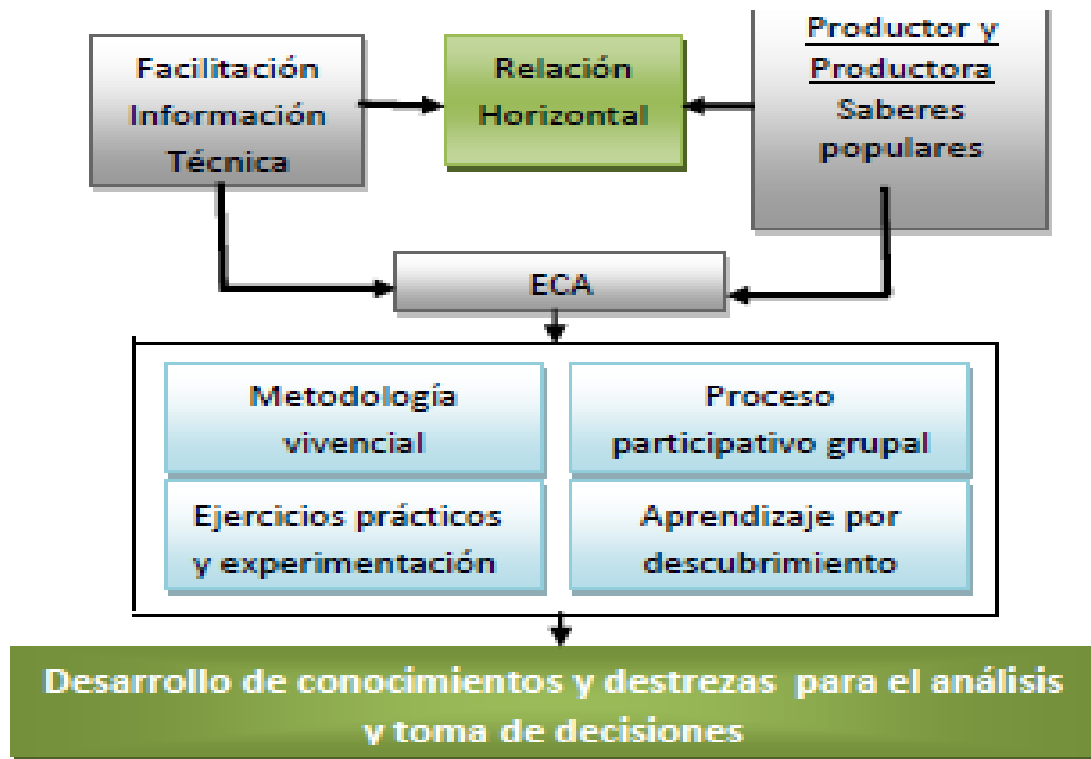 Facilitación
Información
Técnica
Relación
Horizontal
Productor y
Productora
Saberes
populares
ECA
Metodología
vivencial
Proceso
participativo grupal
Ejercicios prácticos
y experimentación
Aprendizaje por
descubrimiento
Desarrollo de conocimientos y destrezas para el análisis
y toma de decisiones